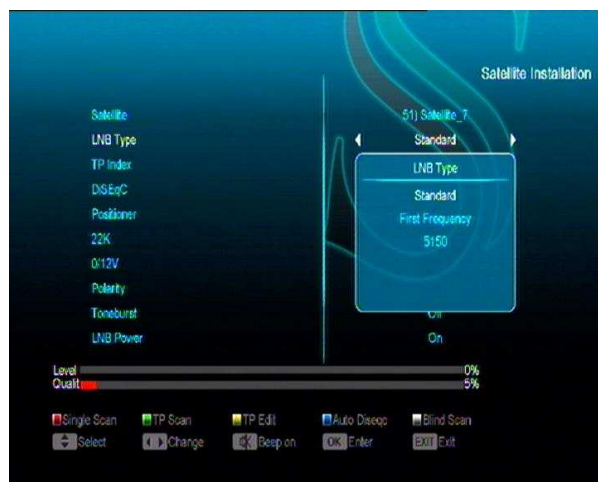 Satellite Installation
Satellite 51) Satellite_7
LNB Type Standard
TP Index LNB Type
DiSEqC Standard
Positioner First Frequency
22K 5150
0/12V
Polarity
Toneburst Off
LNB Power On
Level 0%
Qualit 5%
Single Scan TP Scan TP Edit Auto Diseqc Blind Scan
Select Change Beep on OK Enter EXIT Exit